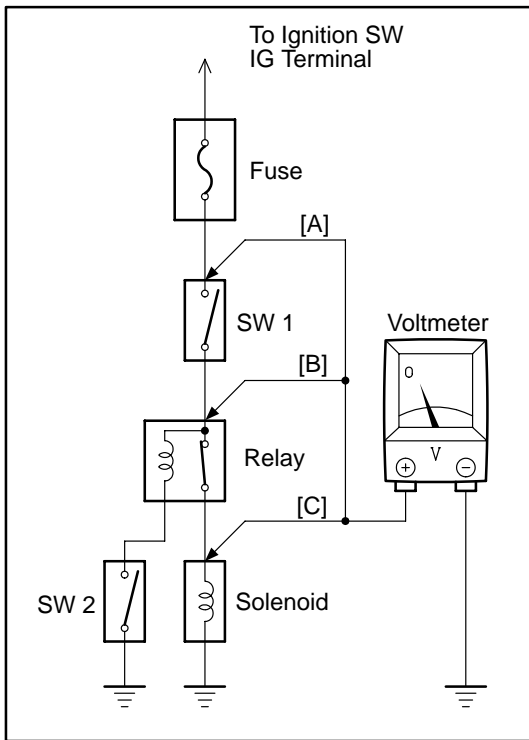 To Ignition SW
IG Terminal
Fuse
[A]
SW 1
Voltmeter
[B]
0
V
+ −
Relay
[C]
SW 2
Solenoid